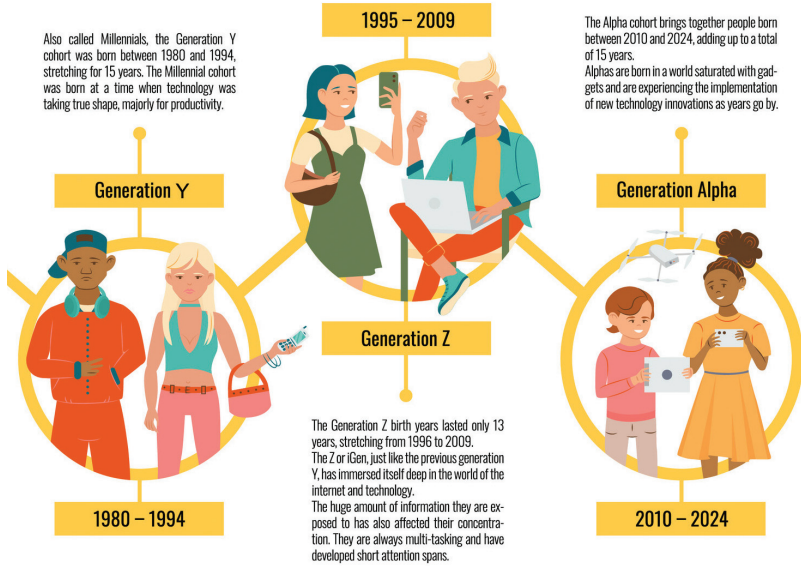 Also called Millennials, the Generation Y
cohort was born between 1980 and 1994,
stretching for 15 years. The Millennial cohort
was born at a time when technology was
taking true shape, majorly for productivity.
Generation Y
1980 – 1994
1995 – 2009
Generation Z
The Generation Z birth years lasted only 13
years, stretching from 1996 to 2009.
The Z or iGen, just like the previous generation
Y, has immersed itself deep in the world of the
internet and technology.
The huge amount of information they are ex-
posed to has also affected their concentra-
tion. They are always multi-tasking and have
developed short attention spans.
The Alpha cohort brings together people born
between 2010 and 2024, adding up to a total
of 15 years.
Alphas are born in a world saturated with gad-
gets and are experiencing the implementation
of new technology innovations as years go by.
Generation Alpha
2010 – 2024